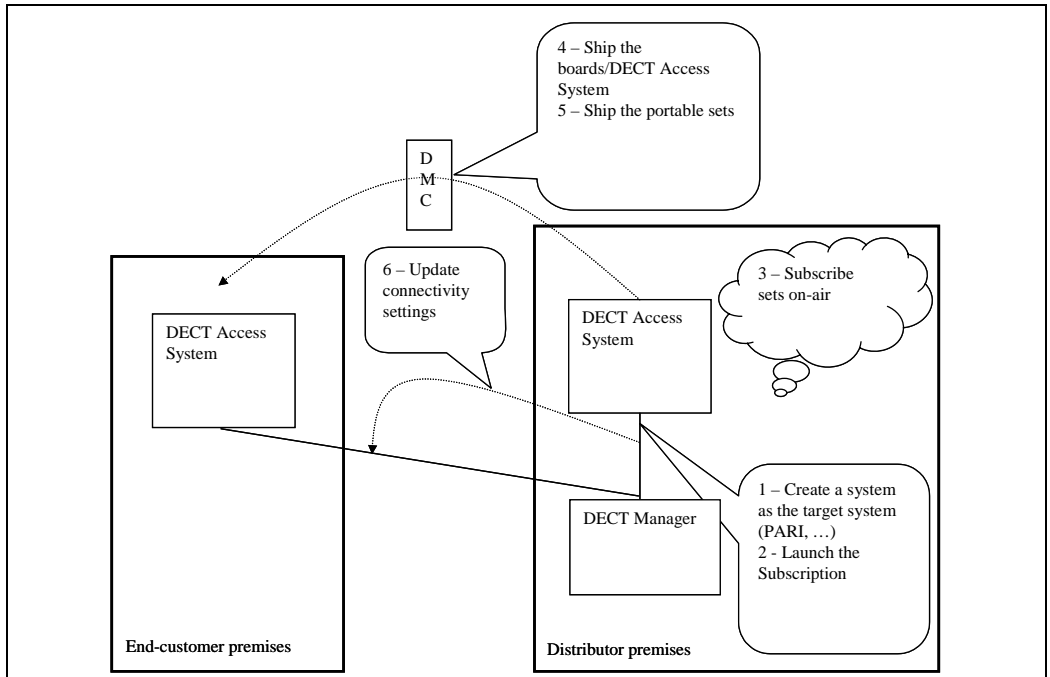 4 – Ship the
boards/DECT Access
System
5 – Ship the portable sets
D
M
C
6 – Update
connectivity
settings
3 – Subscribe
sets on-air
DECT Access
System
DECT Access
System
1 – Create a system
as the target system
(PARI, …)
2 - Launch the
Subscription
DECT Manager
End-customer premises
Distributor premises